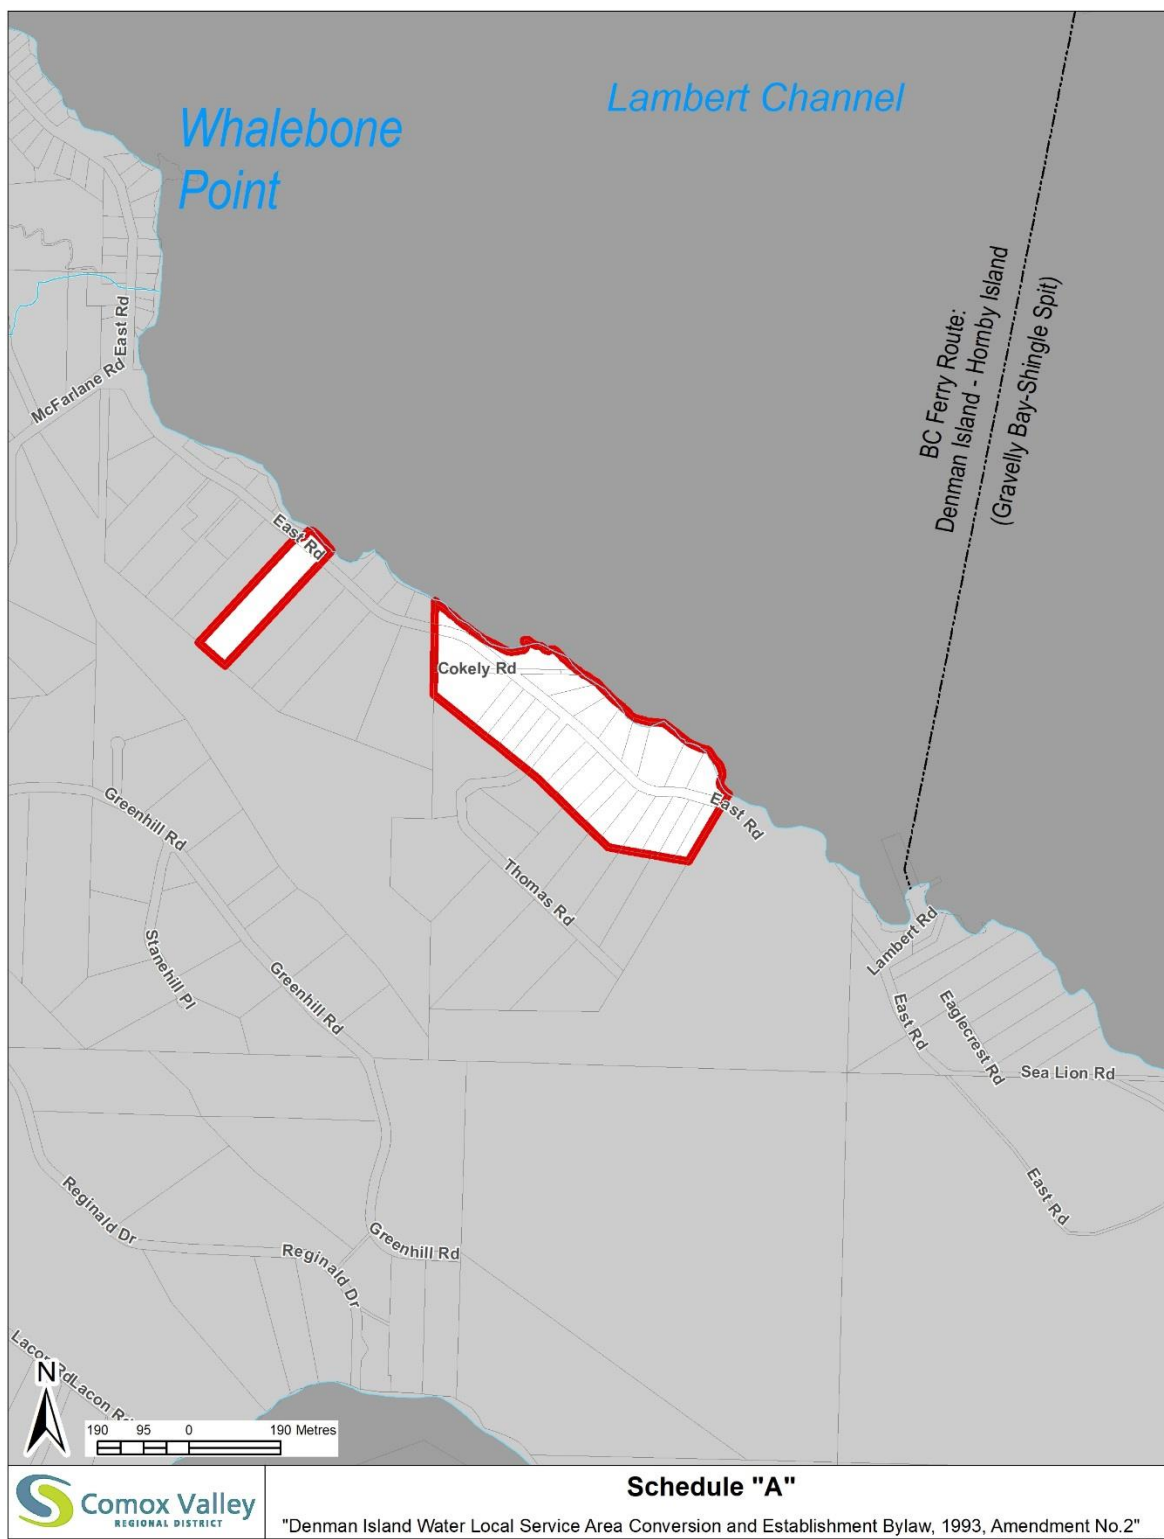 Lambert Channel
Whalebone
Point
BC Ferry Route:
Denman Island - Hornby Island
(Gravelly Bay-Shingle Spit)
East Rd
McFarlane Rd
East Rd
Cokely Rd
East Rd
Greenhill Rd
Thomas Rd
Stanehill Pl
Lambert Rd
Greenhill Rd
East Rd
Eaglecrest Rd
Sea Lion Rd
East Rd
Reginald Dr
Greenhill Rd
Reginald Dr
Lacon Rd
Lacon Rd
N
190 95 0 190 Metres
Comox Valley
REGIONAL DISTRICT
Schedule "A"
"Denman Island Water Local Service Area Conversion and Establishment Bylaw, 1993, Amendment No.2"